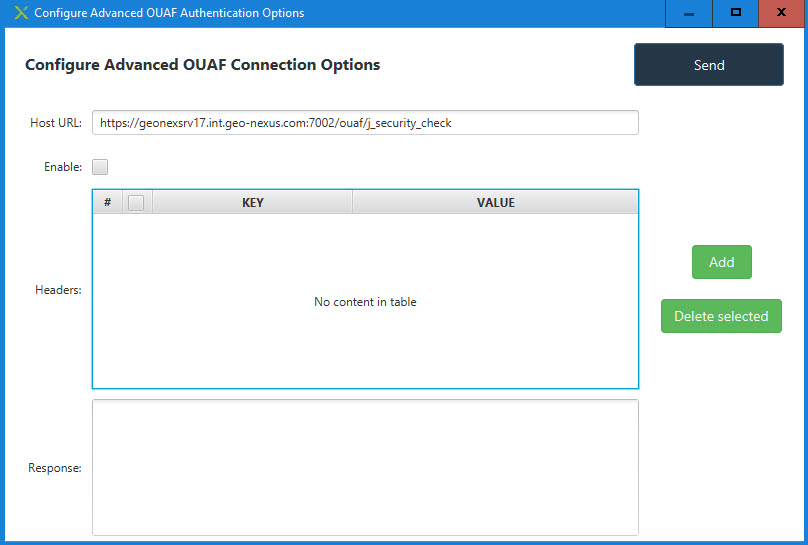 Configure Advanced OUAF Authentication Options
Configure Advanced OUAF Connection Options
Send
Host URL:
https://geonexsrv17.int.geo-nexus.com:7002/ouaf/j_security_check
Enable:
# KEY VALUE
Headers:
No content in table
Add
Delete selected
Response: